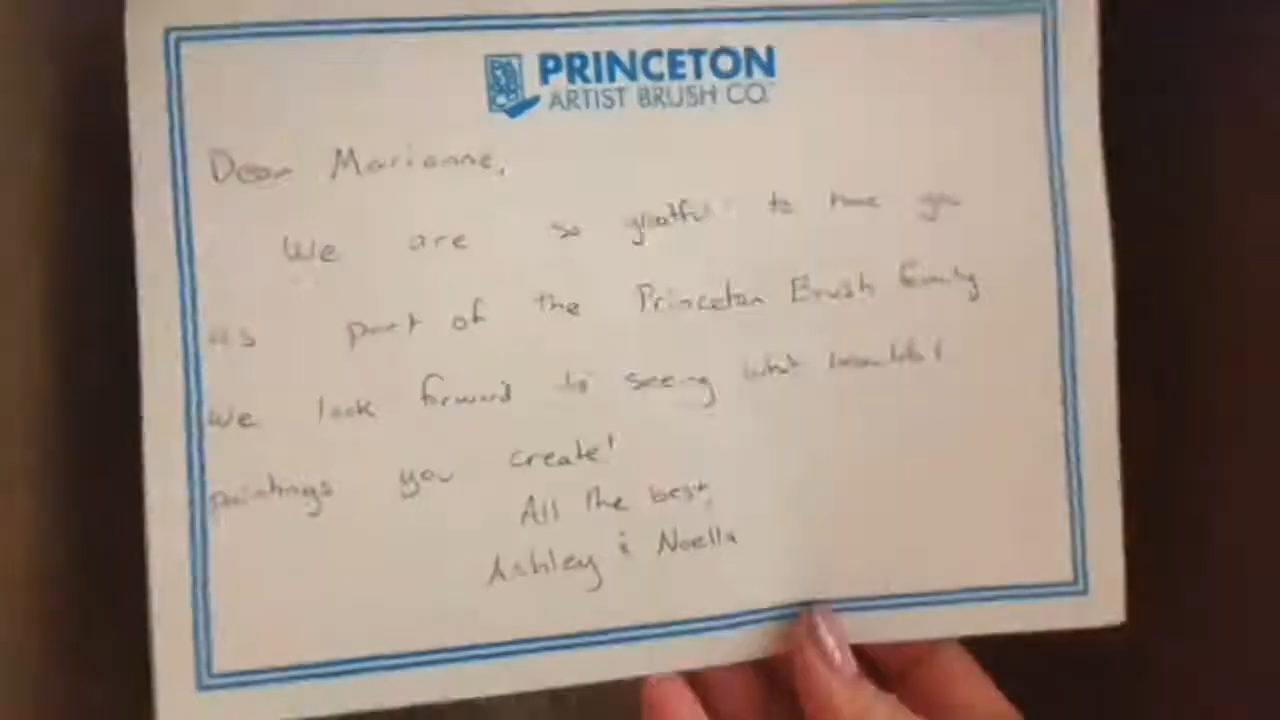 PRINCETON
ARTIST BRUSH CO.
Dear Marianne,
We are so grateful to have you
as part of the Princeton Brush family
we look forward to seeing what
paintings you create!
All the best,
Ashley & Noella